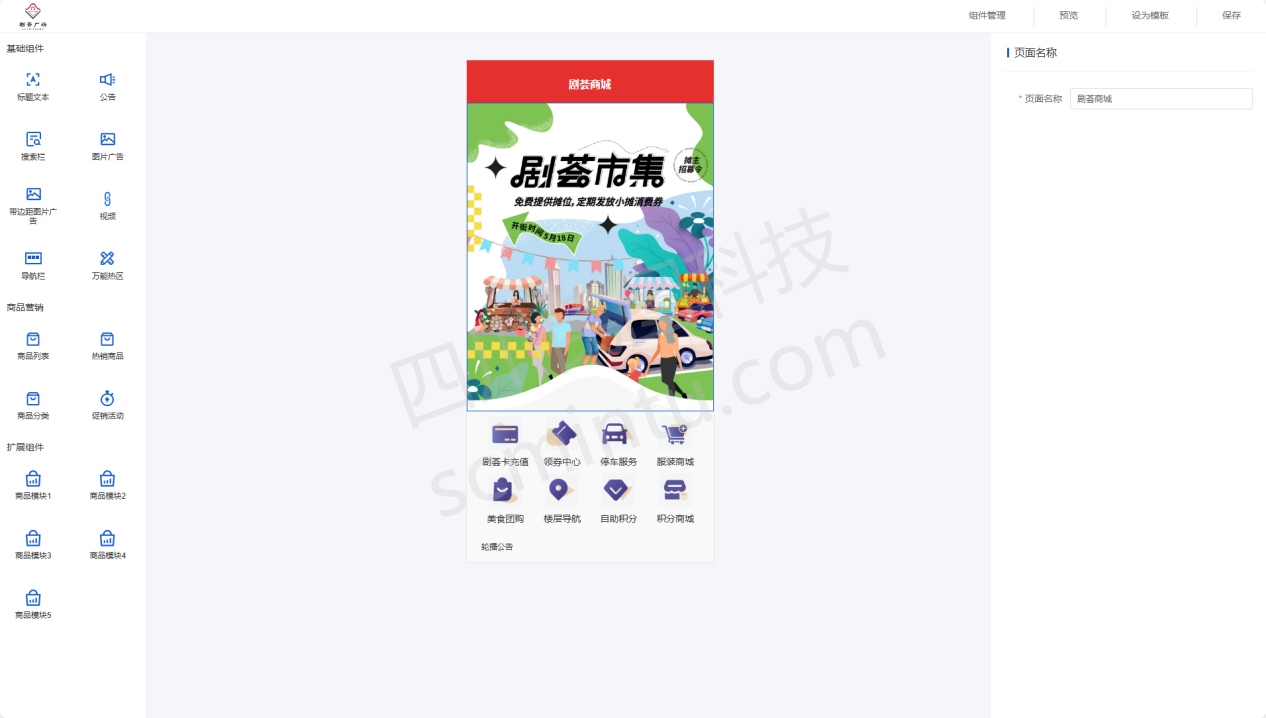 剧荟广场
组件管理
预览
设为模板
保存
基础组件
标题文本
公告
搜索栏
图片广告
带边距图片广
告
视频
导航栏
万能热区
商品营销
商品列表
热销商品
商品分类
促销活动
扩展组件
商品模块1
商品模块2
商品模块3
商品模块4
商品模块5
剧荟商城
剧荟市集
摊主
招募令
免费提供摊位,定期发放小摊消费券
开街时间5月18日
剧荟卡充值
领券中心
停车服务
服装商城
美食团购
楼层导航
自助积分
积分商城
轮播公告
页面名称
* 页面名称
剧荟商城
scmintu.com